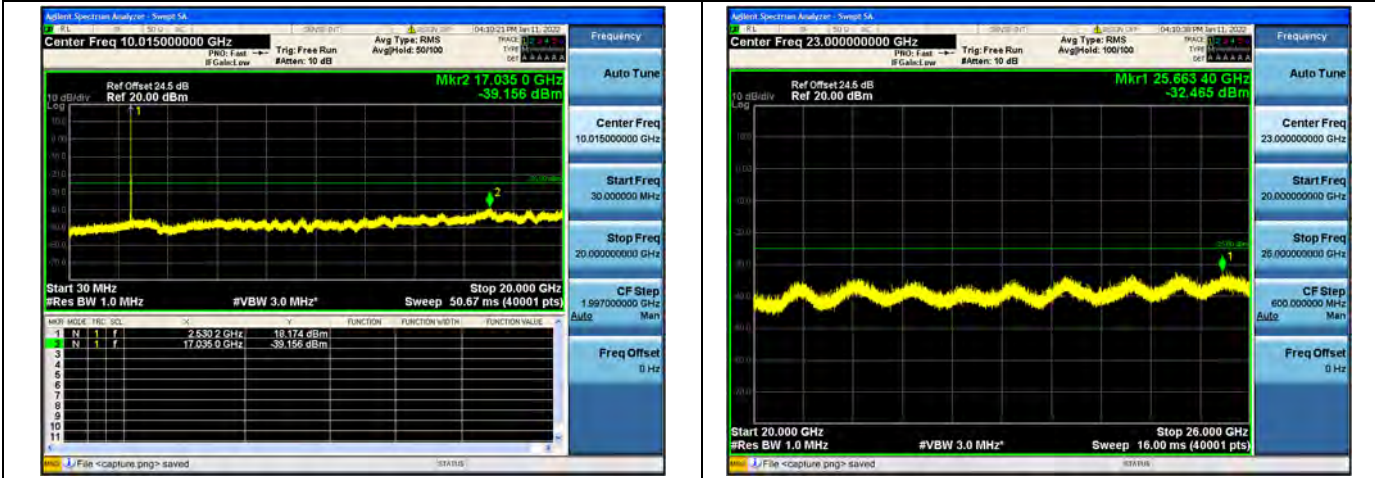 Agilent Spectrum Analyzer - Swept SA
RL
04:10:21 PM Jan 11, 2022
Center Freq 10.015000000 GHz
PNO: Fast
IFGain:Low
Trig: Free Run
#Atten: 10 dB
Avg Type: RMS
Avg|Hold: 50/100
TRACE
TYPE
DET
Mkr2 17.035 0 GHz
-39.156 dBm
Ref Offset 24.5 dB
Ref 20.00 dBm
10 dB/div
Log
1
2
Start 30 MHz
Stop 20.000 GHz
#Res BW 1.0 MHz
#VBW 3.0 MHz*
Sweep 50.67 ms (40001 pts)
MKR MODE TRC SCL X Y FUNCTION FUNCTION WIDTH FUNCTION VALUE
1 N 1 f 2.530 2 GHz 18.174 dBm
2 N 1 f 17.035 0 GHz -39.156 dBm
3
4
5
6
7
8
9
10
11
MSG File <capture.png> saved
STATUS
Frequency
Auto Tune
Center Freq
10.015000000 GHz
Start Freq
30.000000 MHz
Stop Freq
20.000000000 GHz
CF Step
1.997000000 GHz
Auto Man
Freq Offset
0 Hz
Agilent Spectrum Analyzer - Swept SA
RL
04:10:38 PM Jan 11, 2022
Center Freq 23.000000000 GHz
PNO: Fast
IFGain:Low
Trig: Free Run
#Atten: 10 dB
Avg Type: RMS
Avg|Hold: 100/100
TRACE
TYPE
DET
Mkr1 25.663 40 GHz
-32.465 dBm
Ref Offset 24.5 dB
Ref 20.00 dBm
10 dB/div
Log
1
Start 20.000 GHz
Stop 26.000 GHz
#Res BW 1.0 MHz
#VBW 3.0 MHz*
Sweep 16.00 ms (40001 pts)
MSG File <capture.png> saved
STATUS
Frequency
Auto Tune
Center Freq
23.000000000 GHz
Start Freq
20.000000000 GHz
Stop Freq
26.000000000 GHz
CF Step
600.000000 MHz
Auto Man
Freq Offset
0 Hz